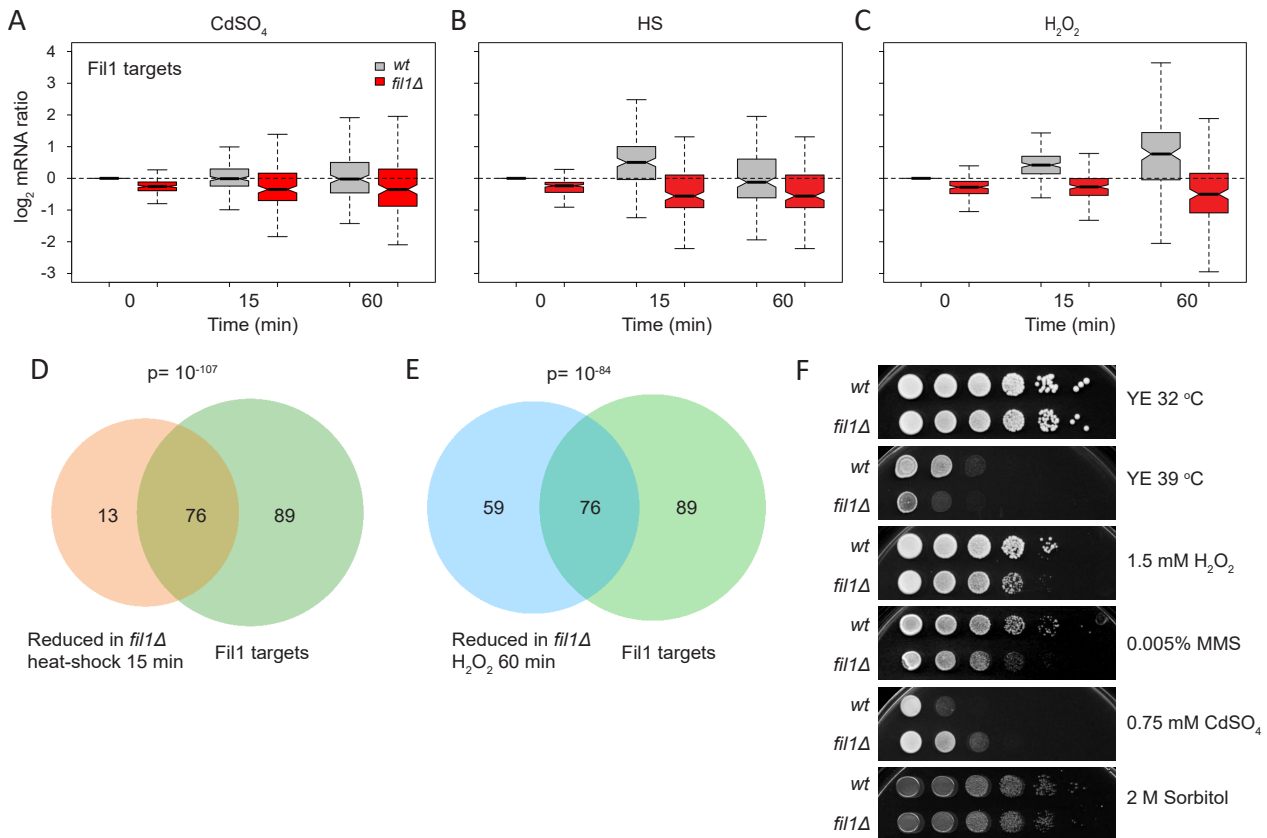 A
CdSO₄
B
HS
C
H₂O₂
log₂ mRNA ratio
4
3
2
1
0
-1
-2
-3
Fil1 targets
wt
fil1Δ
0
15
60
Time (min)
0
15
60
Time (min)
0
15
60
Time (min)
D
p= 10⁻¹⁰⁷
13
76
89
Reduced in fil1Δ
heat-shock 15 min
Fil1 targets
E
p= 10⁻⁸⁴
59
76
89
Reduced in fil1Δ
H₂O₂ 60 min
Fil1 targets
F
wt
fil1Δ
YE 32 °C
wt
fil1Δ
YE 39 °C
wt
fil1Δ
1.5 mM H₂O₂
wt
fil1Δ
0.005% MMS
wt
fil1Δ
0.75 mM CdSO₄
wt
fil1Δ
2 M Sorbitol